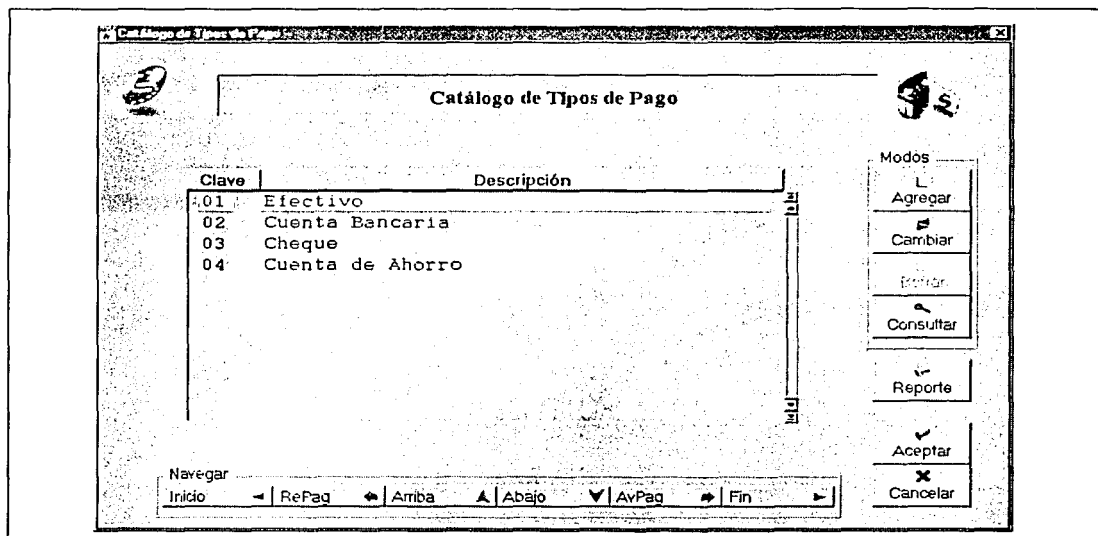 Catálogo de Tipos de Pago
Catálogo de Tipos de Pago
Modos
Clave Descripción
01 Efectivo
02 Cuenta Bancaria
03 Cheque
04 Cuenta de Ahorro
Agregar
Cambiar
Borrar
Consultar
Reporte
Aceptar
Cancelar
Navegar
Inicio RePag Arriba Abajo AvPag Fin